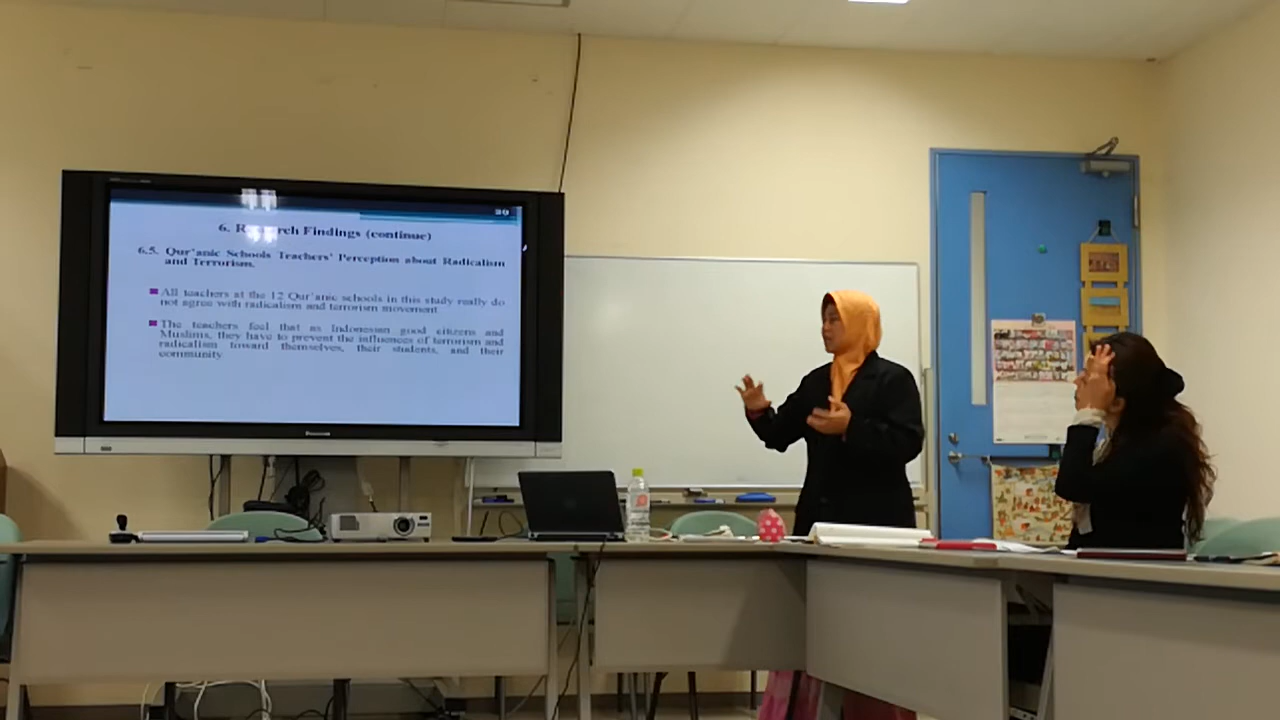 39
6. Research Findings (continue)
6.5. Qur'anic Schools Teachers' Perception about Radicalism
and Terrorism.
All teachers at the 12 Qur'anic schools in this study really do
not agree with radicalism and terrorism movement
The teachers feel that as Indonesian good citizens and
Muslims, they have to prevent the influences of terrorism and
radicalism toward themselves, their students, and their
community
Panasonic